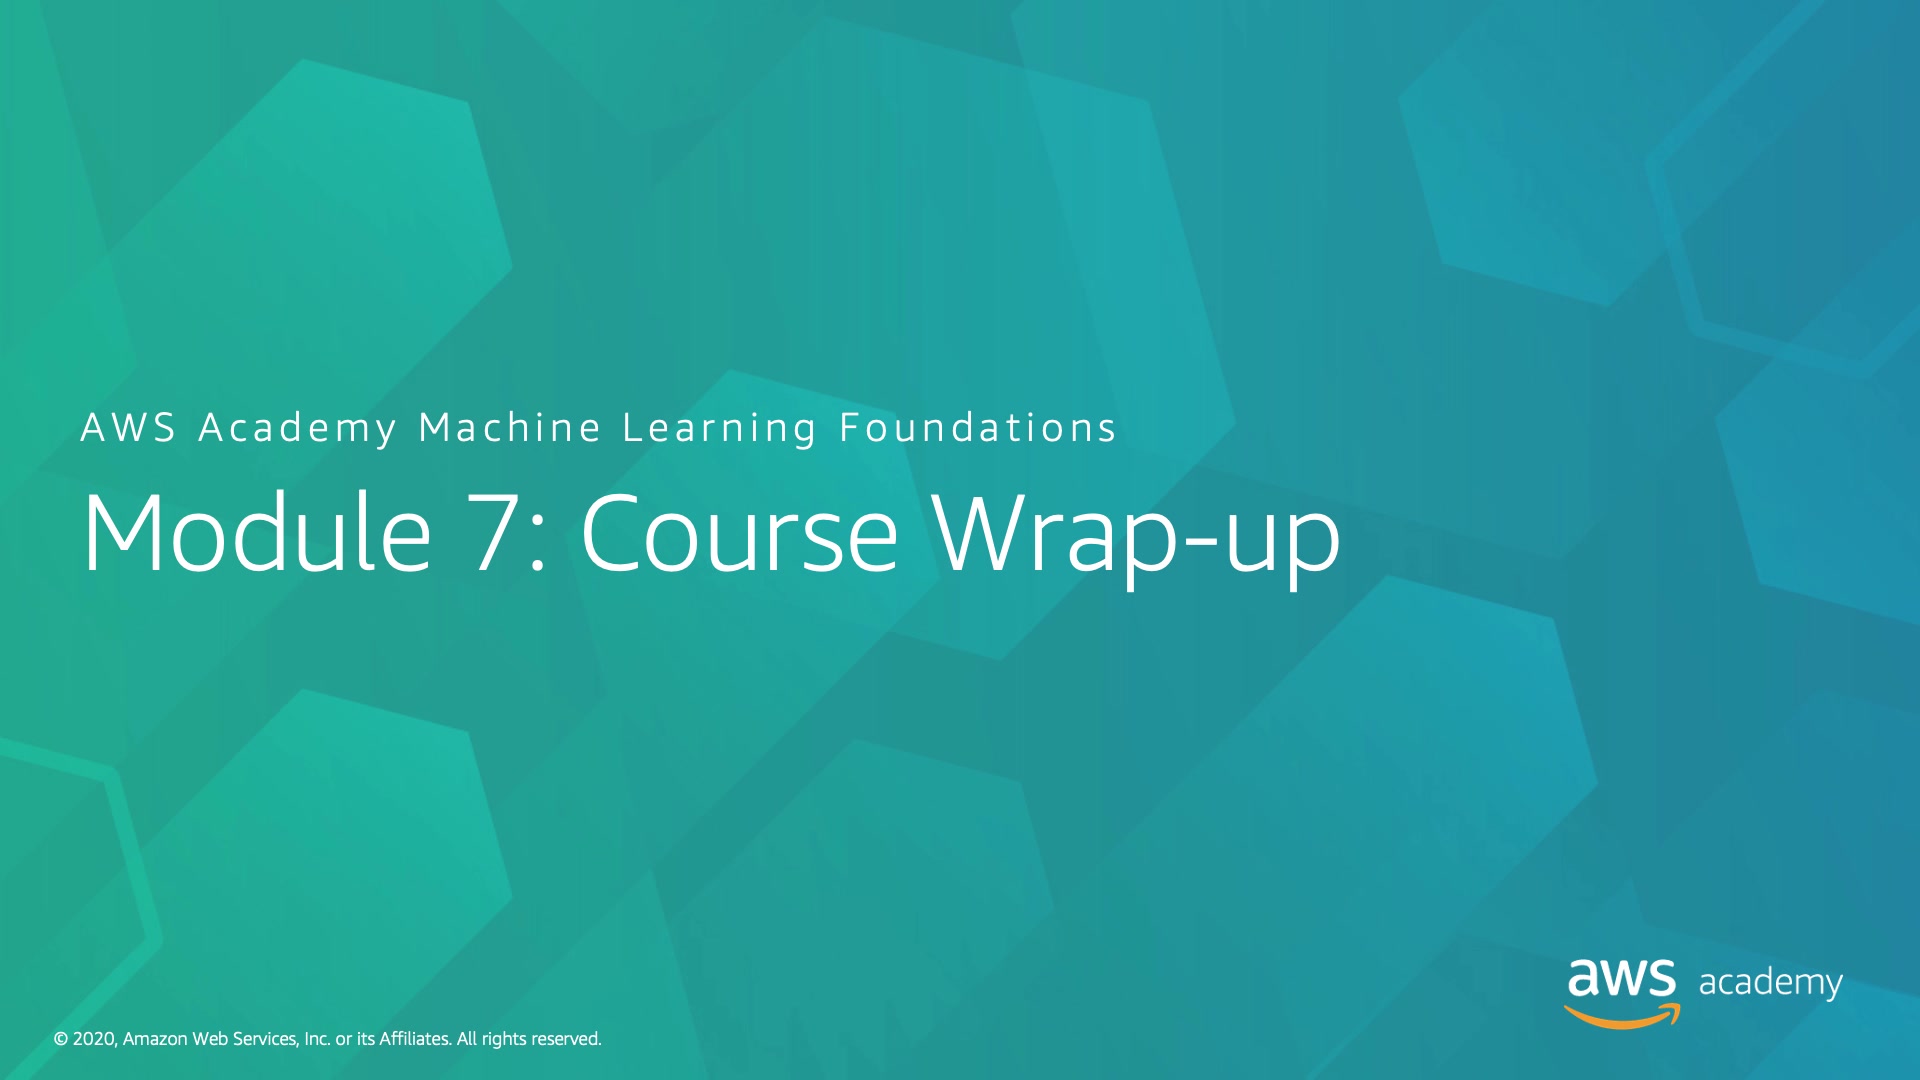 AWS Academy Machine Learning Foundations
Module 7: Course Wrap-up
aws academy
© 2020, Amazon Web Services, Inc. or its Affiliates. All rights reserved.